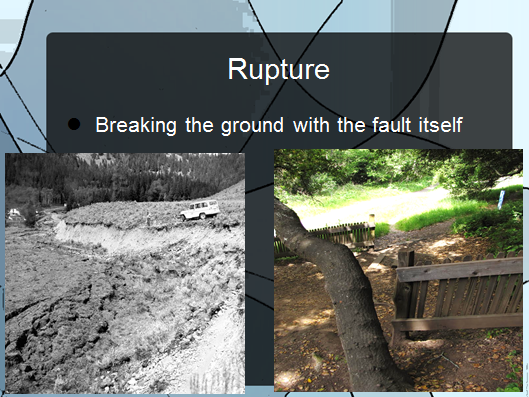 Rupture
Breaking the ground with the fault itself